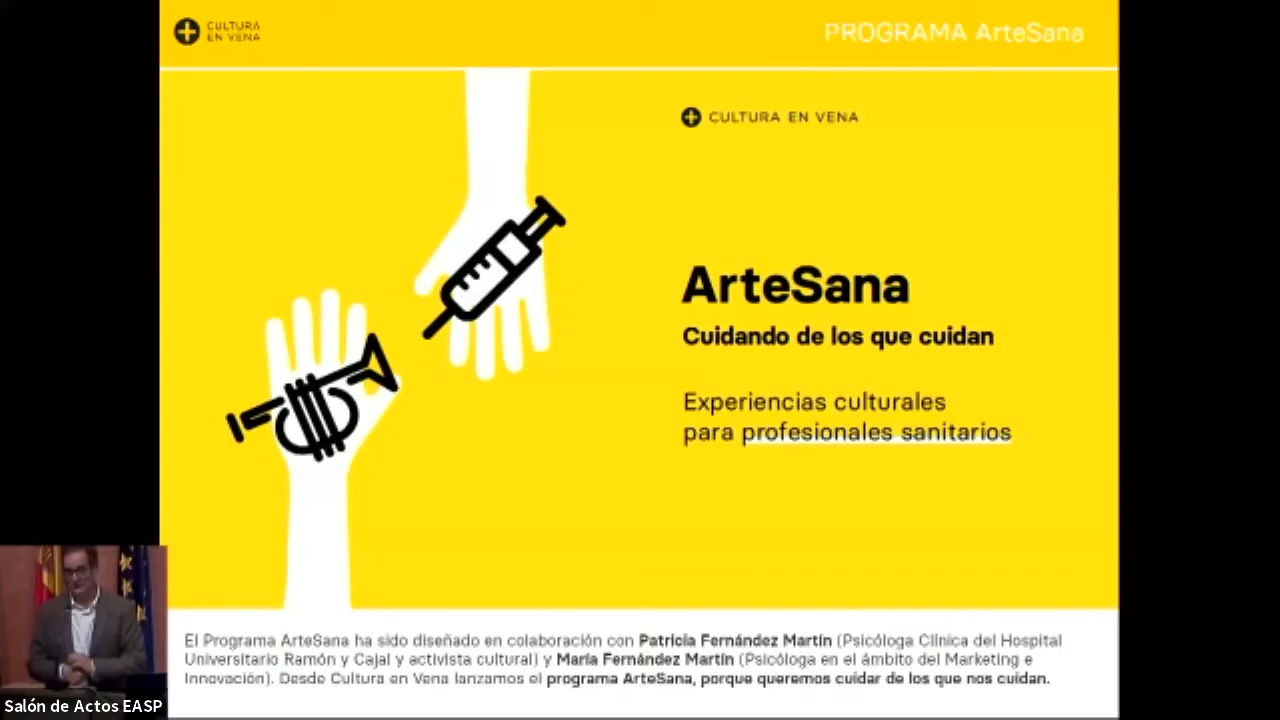 CULTURA
EN VENA
PROGRAMA ArteSana
CULTURA EN VENA
ArteSana
Cuidando de los que cuidan
Experiencias culturales
para profesionales sanitarios
El Programa ArteSana ha sido diseñado en colaboración con Patricia Fernández Martín (Psicóloga Clínica del Hospital
Universitario Ramón y Cajal y activista cultural) y María Fernández Martín (Psicóloga en el ámbito del Marketing e
Innovación). Desde Cultura en Vena lanzamos el programa ArteSana, porque queremos cuidar de los que nos cuidan.
Salón de Actos EASP